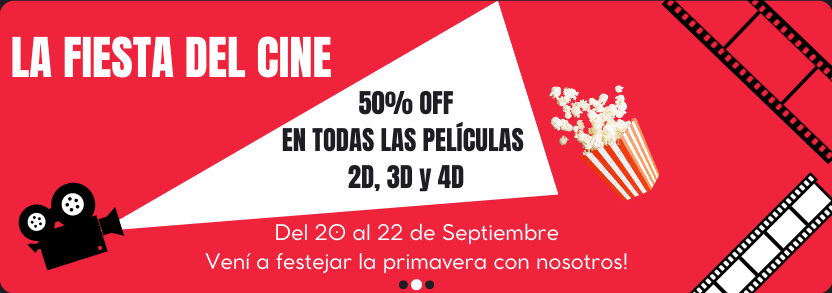 LA FIESTA DEL CINE
50% OFF
EN TODAS LAS PELÍCULAS
2D, 3D y 4D
Del 20 al 22 de Septiembre
Vení a festejar la primavera con nosotros!